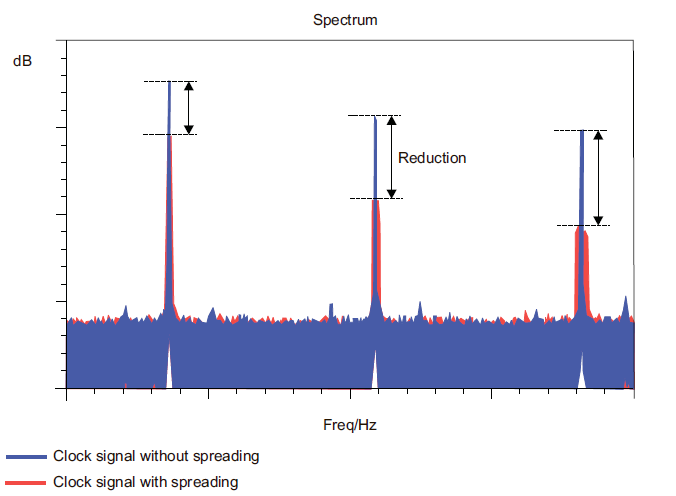 Spectrum
dB
Reduction
Freq/Hz
Clock signal without spreading
Clock signal with spreading